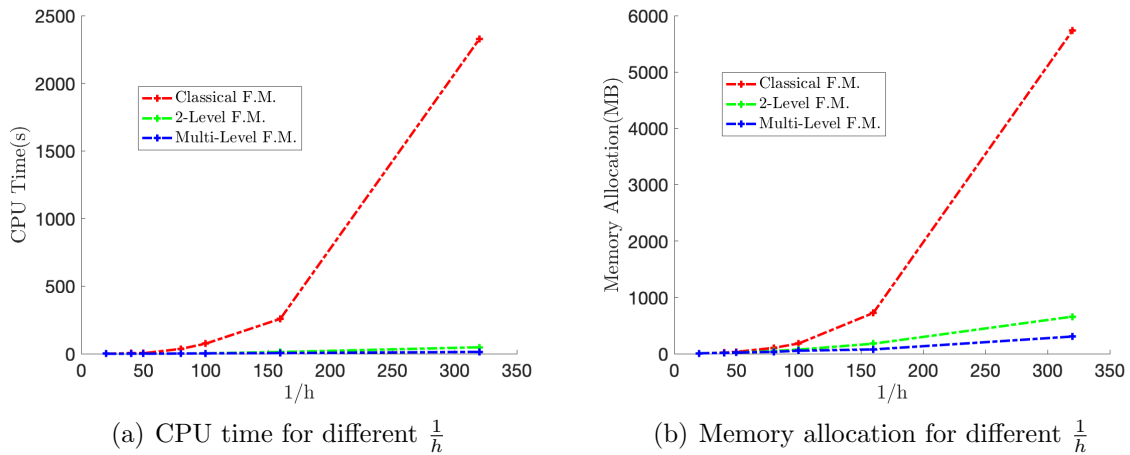 2500
2000
1500
1000
500
0
CPU Time(s)
Classical F.M.
2-Level F.M.
Multi-Level F.M.
0 50 100 150 200 250 300 350
1/h
(a) CPU time for different 1/h
6000
5000
4000
3000
2000
1000
0
Memory Allocation(MB)
Classical F.M.
2-Level F.M.
Multi-Level F.M.
0 50 100 150 200 250 300 350
1/h
(b) Memory allocation for different 1/h